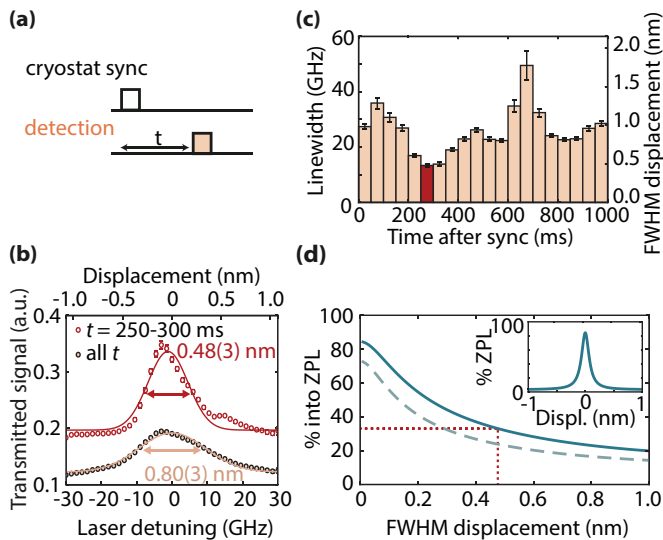 (a)
cryostat sync
detection
t
(b)
Displacement (nm)
-1.0 0 0 1.0
Transmitted signal (a.u.)
0.4
0.3
0.2
0.1
t = 250-300 ms
all t
0.48(3) nm
0.80(3) nm
-30 -20 -10 0 10 20 30
Laser detuning (GHz)
(c)
Linewidth (GHz)
60
40
20
0
FWHM displacement (nm)
2.0
1.5
1.0
0.5
0.0
0 200 400 600 800 1000
Time after sync (ms)
(d)
% into ZPL
100
80
60
40
20
0
0.0 0.2 0.4 0.6 0.8 1.0
FWHM displacement (nm)
% ZPL
100
0
-1 0 1
Displ. (nm)